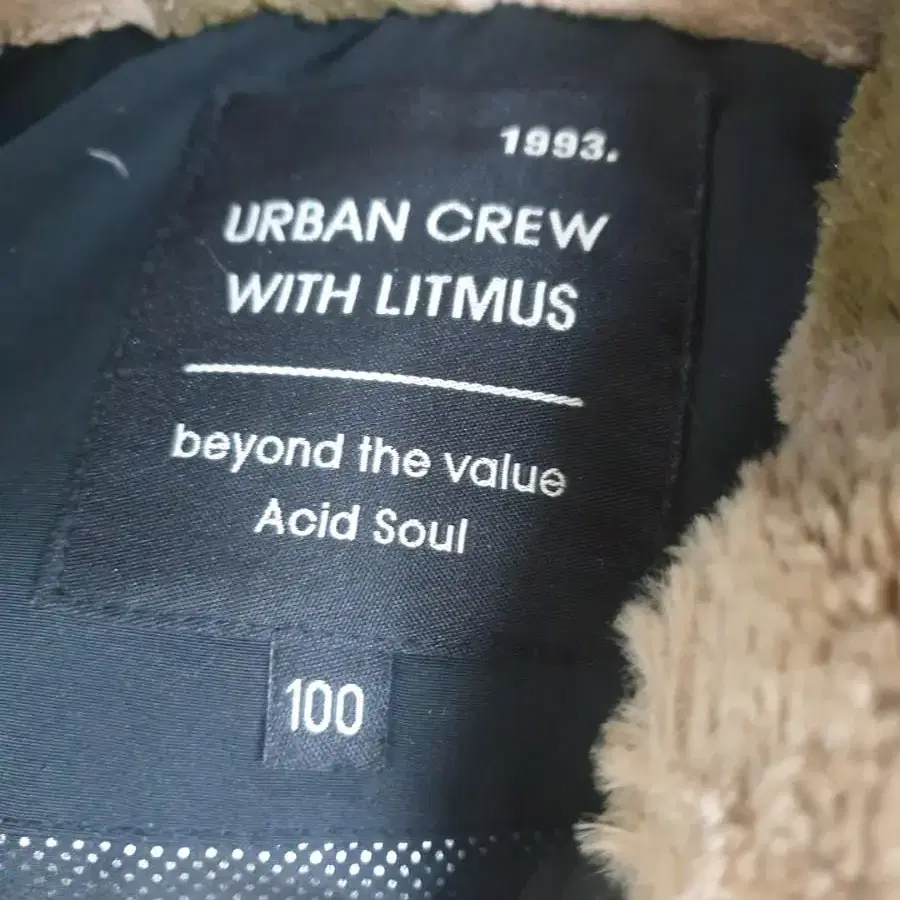 1993.
URBAN CREW
WITH LITMUS
beyond the value
Acid Soul
100